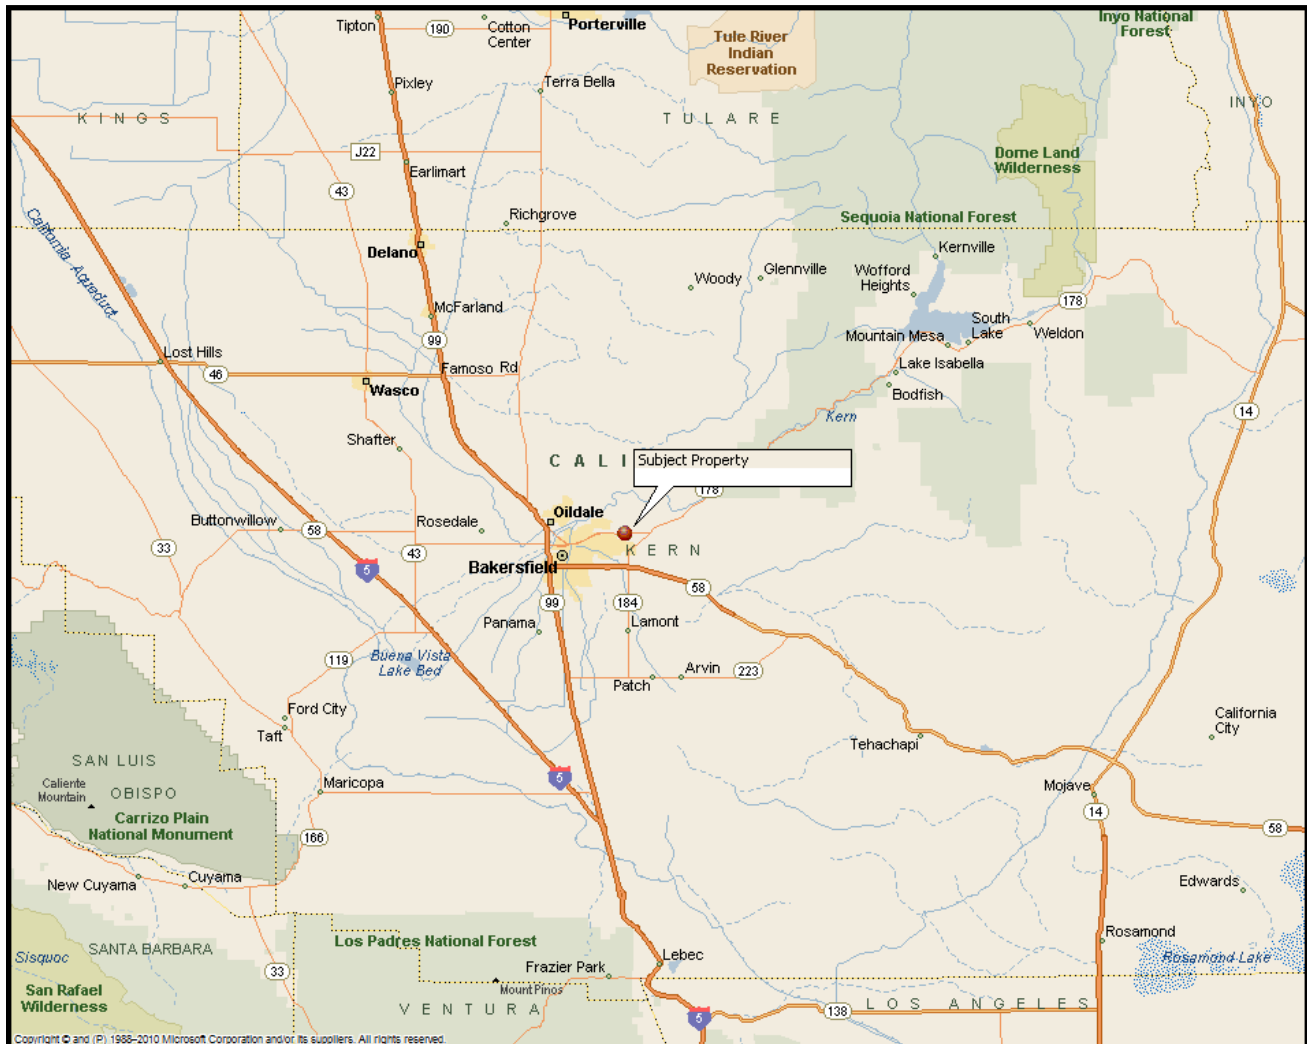 Tipton
190
Cotton
Center
Porterville
Tule River
Indian
Reservation
Inyo National
Forest
Pixley
Terra Bella
KINGS
TULARE
INYO
J22
Earlimart
Dome Land
Wilderness
43
Richgrove
Sequoia National Forest
California Aqueduct
Delano
Kernville
Woody
Glennville
Wofford
Heights
178
McFarland
South
Lake
Mountain Mesa
Weldon
99
Lost Hills
46
Famoso Rd
Lake Isabella
Wasco
Bodfish
Kern
14
Shafter
CALI
Subject Property
178
Buttonwillow
58
Rosedale
Oildale
33
43
KERN
5
Bakersfield
58
99
184
Panama
Lamont
119
Buena Vista
Lake Bed
Patch
Arvin
223
Ford City
Taft
California
City
Tehachapi
SAN LUIS
OBISPO
Caliente
Mountain
Maricopa
5
Mojave
14
Carrizo Plain
National Monument
166
58
New Cuyama
Cuyama
Edwards
SANTA BARBARA
Los Padres National Forest
Rosamond
Sisquoc
33
Lebec
Rosamond Lake
Frazier Park
Mount Pinos
San Rafael
Wilderness
VENTURA
5
138
LOS ANGELES
Copyright © and (P) 1988–2010 Microsoft Corporation and/or its suppliers. All rights reserved.